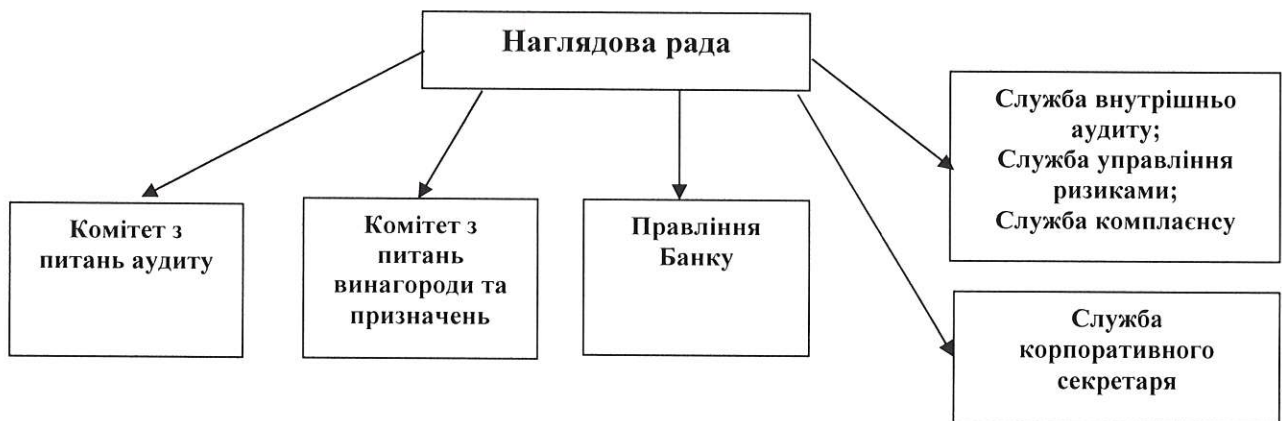 Наглядова рада
Комітет з
питань аудиту
Комітет з
питань
винагороди та
призначень
Правління
Банку
Служба внутрішньо
аудиту;
Служба управління
ризиками;
Служба комплаєнсу
Служба
корпоративного
секретаря